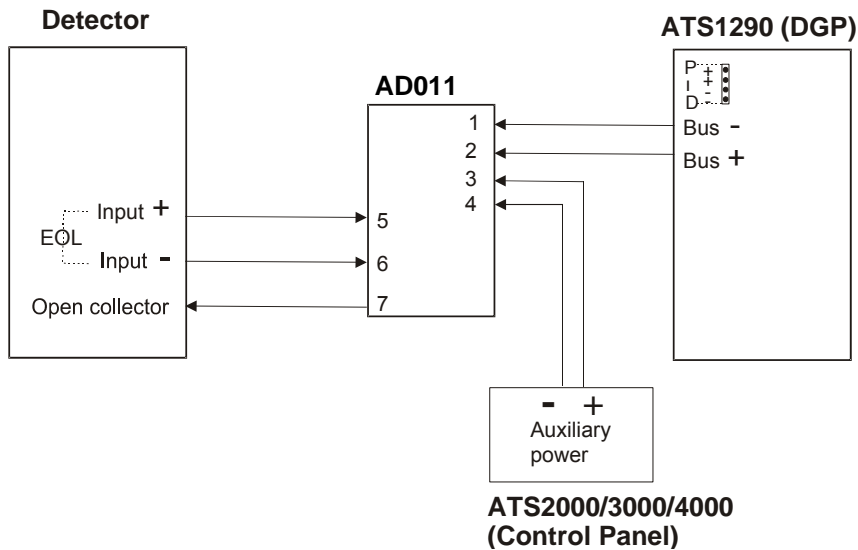 Detector
Input +
EOL
Input -
Open collector
AD011
1
2
3
4
5
6
7
ATS1290 (DGP)
P +
I +
-
D -
Bus -
Bus +
- +
Auxiliary
power
ATS2000/3000/4000
(Control Panel)